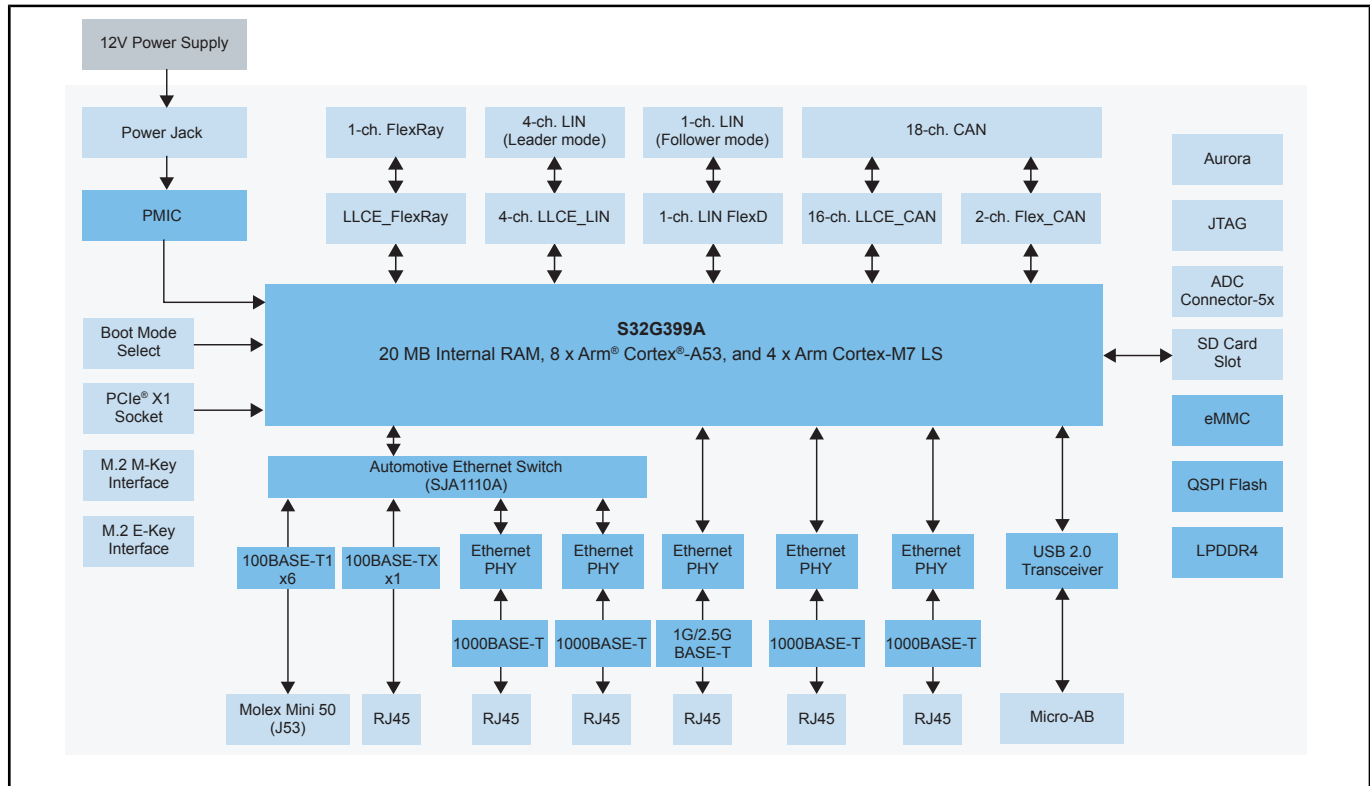 12V Power Supply
Power Jack
PMIC
1-ch. FlexRay
4-ch. LIN
(Leader mode)
1-ch. LIN
(Follower mode)
18-ch. CAN
LLCE_FlexRay
4-ch. LLCE_LIN
1-ch. LIN FlexD
16-ch. LLCE_CAN
2-ch. Flex_CAN
Aurora
JTAG
ADC
Connector-5x
SD Card
Slot
eMMC
QSPI Flash
LPDDR4
Boot Mode
Select
PCIe® X1
Socket
M.2 M-Key
Interface
M.2 E-Key
Interface
S32G399A
20 MB Internal RAM, 8 x Arm® Cortex®-A53, and 4 x Arm Cortex-M7 LS
Automotive Ethernet Switch
(SJA1110A)
100BASE-T1
x6
100BASE-TX
x1
Ethernet
PHY
Ethernet
PHY
Ethernet
PHY
Ethernet
PHY
Ethernet
PHY
USB 2.0
Transceiver
1000BASE-T
1000BASE-T
1G/2.5G
BASE-T
1000BASE-T
1000BASE-T
Molex Mini 50
(J53)
RJ45
RJ45
RJ45
RJ45
RJ45
RJ45
Micro-AB